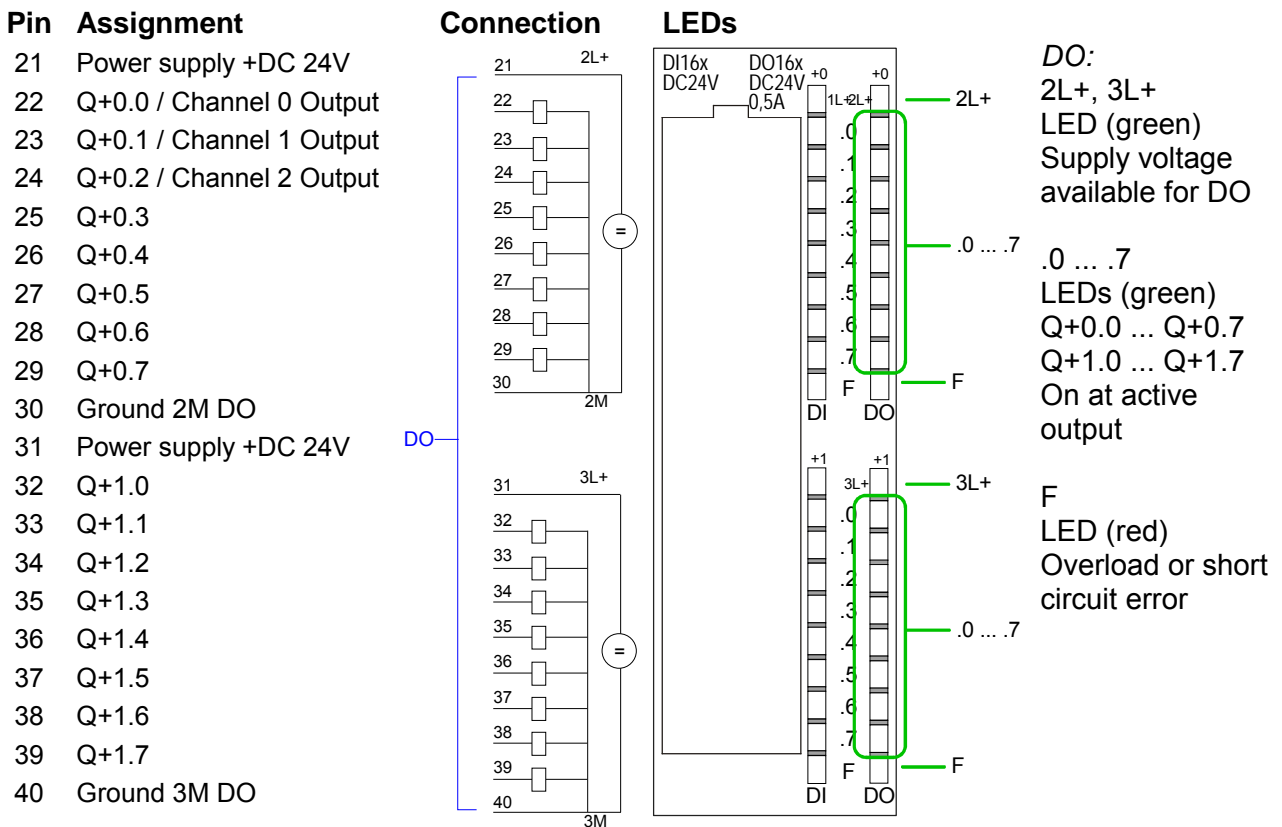 Pin Assignment Connection LEDs
21 Power supply +DC 24V
22 Q+0.0 / Channel 0 Output
23 Q+0.1 / Channel 1 Output
24 Q+0.2 / Channel 2 Output
25 Q+0.3
26 Q+0.4
27 Q+0.5
28 Q+0.6
29 Q+0.7
30 Ground 2M DO
31 Power supply +DC 24V
32 Q+1.0
33 Q+1.1
34 Q+1.2
35 Q+1.3
36 Q+1.4
37 Q+1.5
38 Q+1.6
39 Q+1.7
40 Ground 3M DO
DO
21 2L+
22
23
24
25
=
26
27
28
29
30
2M
31 3L+
32
33
34
35
=
36
37
38
39
40
3M
DI16x DO16x
DC24V DC24V
0,5A
+0 +0
1L+ 2L+
.0
.1
.2
.3
.4
.5
.6
.7
F
DI DO
+1 +1
3L+
.0
.1
.2
.3
.4
.5
.6
.7
F
DI DO
2L+
.0 ... .7
F
3L+
.0 ... .7
F
DO:
2L+, 3L+
LED (green)
Supply voltage
available for DO
.0 ... .7
LEDs (green)
Q+0.0 ... Q+0.7
Q+1.0 ... Q+1.7
On at active
output
F
LED (red)
Overload or short
circuit error